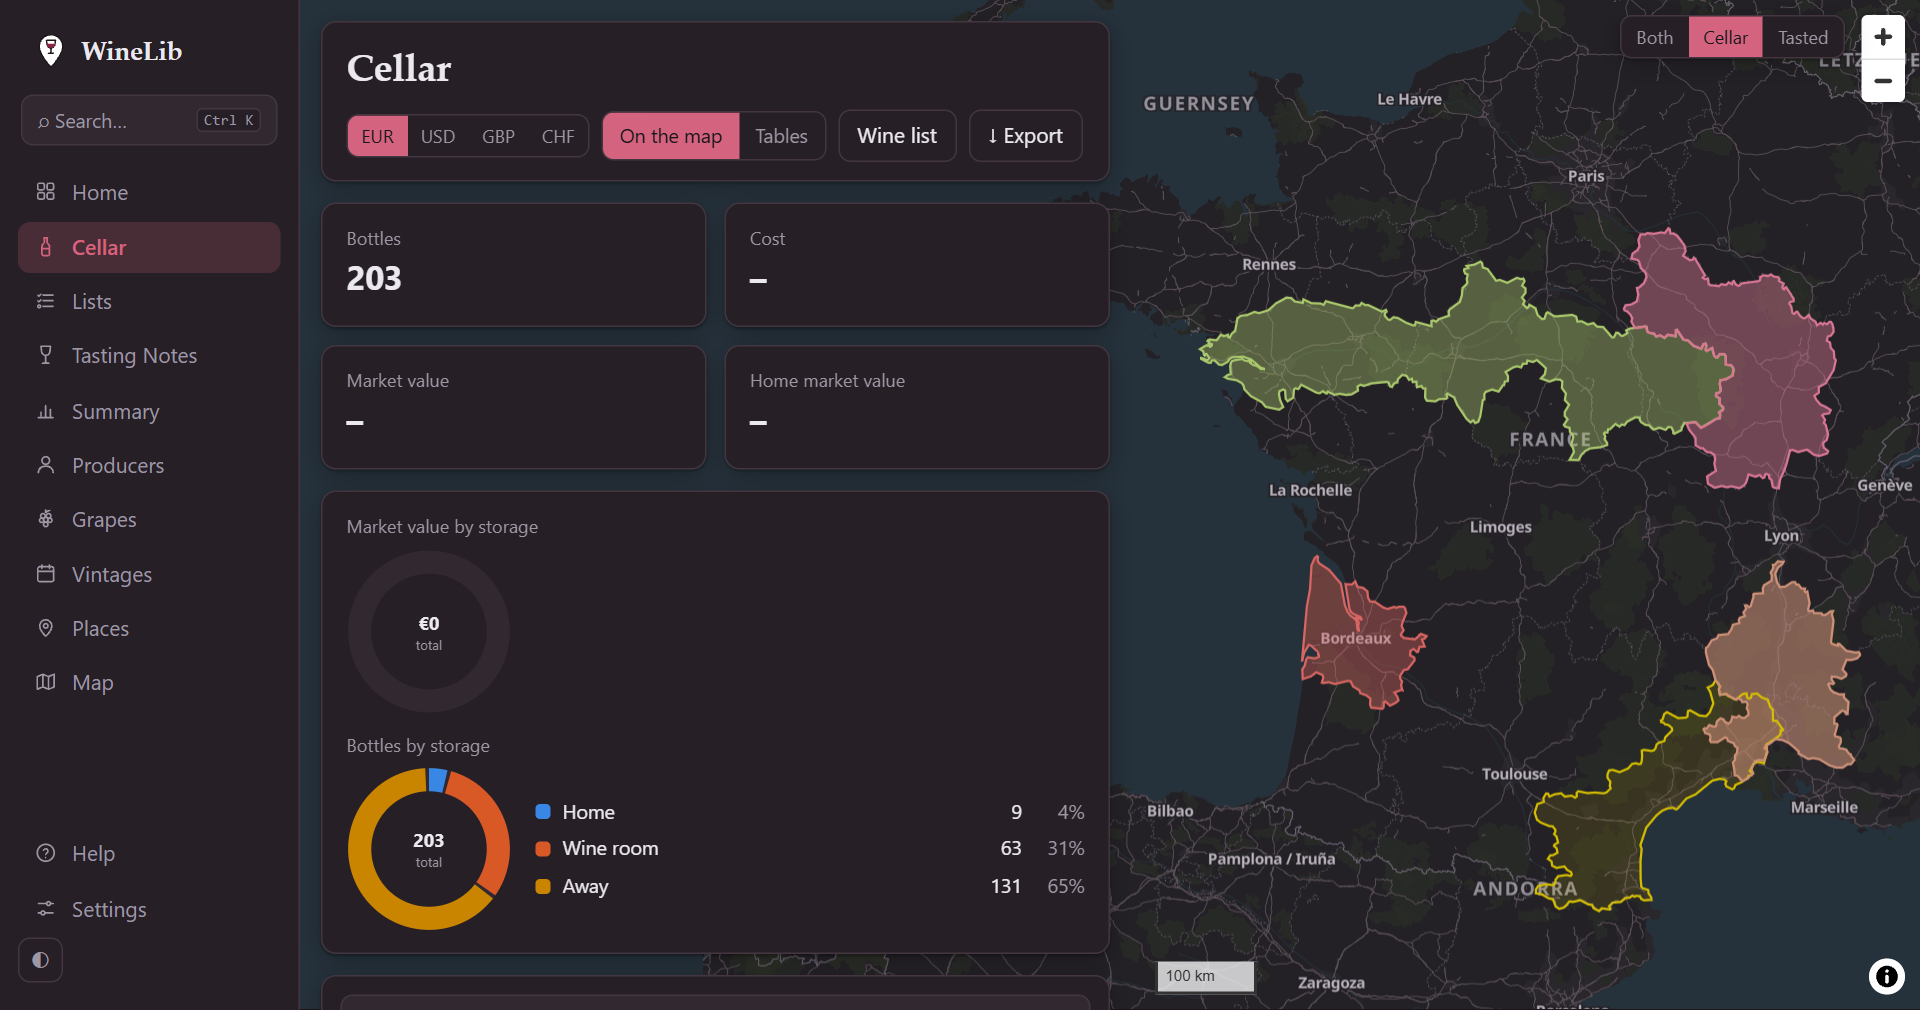 WineLib
Search...
Ctrl K
Home
Cellar
Lists
Tasting Notes
Summary
Producers
Grapes
Vintages
Places
Map
Help
Settings
Cellar
EUR USD GBP CHF
On the map Tables
Wine list
↓ Export
Bottles
203
Cost
–
Market value
–
Home market value
–
Market value by storage
€0
total
Bottles by storage
203
total
Home 9 4%
Wine room 63 31%
Away 131 65%
Both Cellar Tasted
+
−
GUERNSEY
Le Havre
Paris
Rennes
FRANCE
La Rochelle
Genève
Limoges
Lyon
Bordeaux
Toulouse
Bilbao
Marseille
Pamplona / Iruña
ANDORRA
100 km
Zaragoza